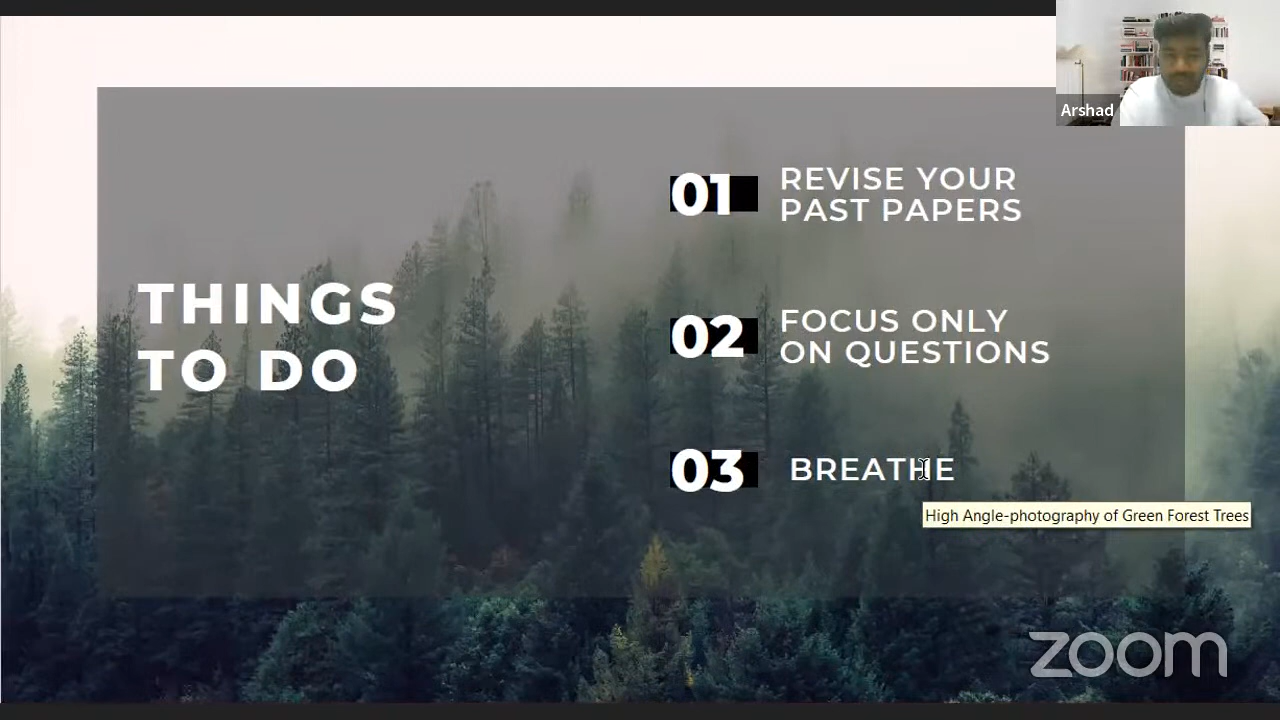 Arshad
THINGS
TO DO
01
REVISE YOUR
PAST PAPERS
02
FOCUS ONLY
ON QUESTIONS
03
BREATHE
High Angle-photography of Green Forest Trees
zoom